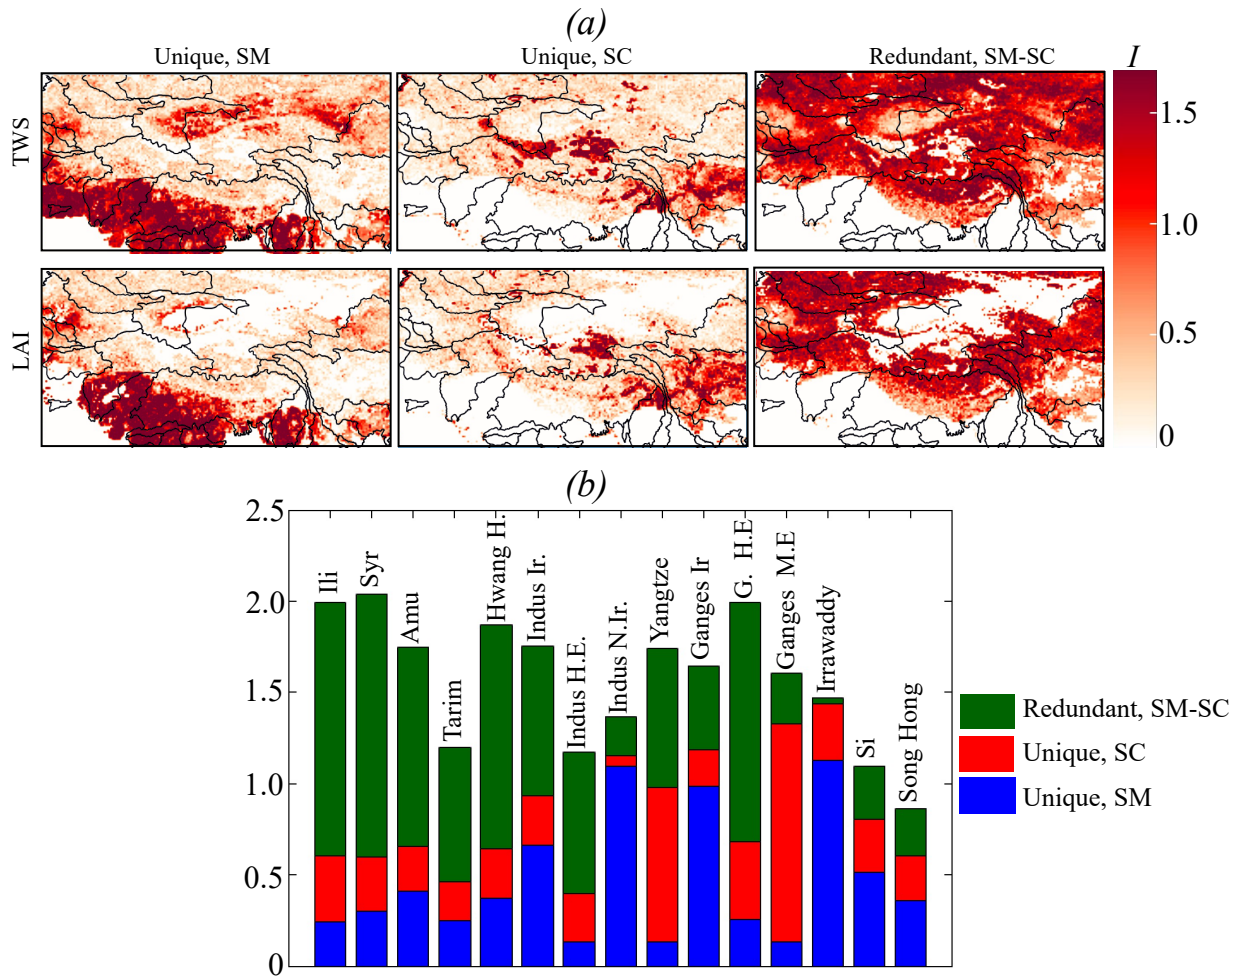 (a)
Unique, SM
Unique, SC
Redundant, SM-SC
I
TWS
LAI
1.5
1.0
0.5
0
(b)
2.5
2.0
1.5
1.0
0.5
0
Ili
Syr
Amu
Tarim
Hwang H.
Indus Ir.
Indus H.E.
Indus N.Ir.
Yangtze
Ganges Ir
G. H.E
Ganges M.E
Irrawaddy
Si
Song Hong
Redundant, SM-SC
Unique, SC
Unique, SM